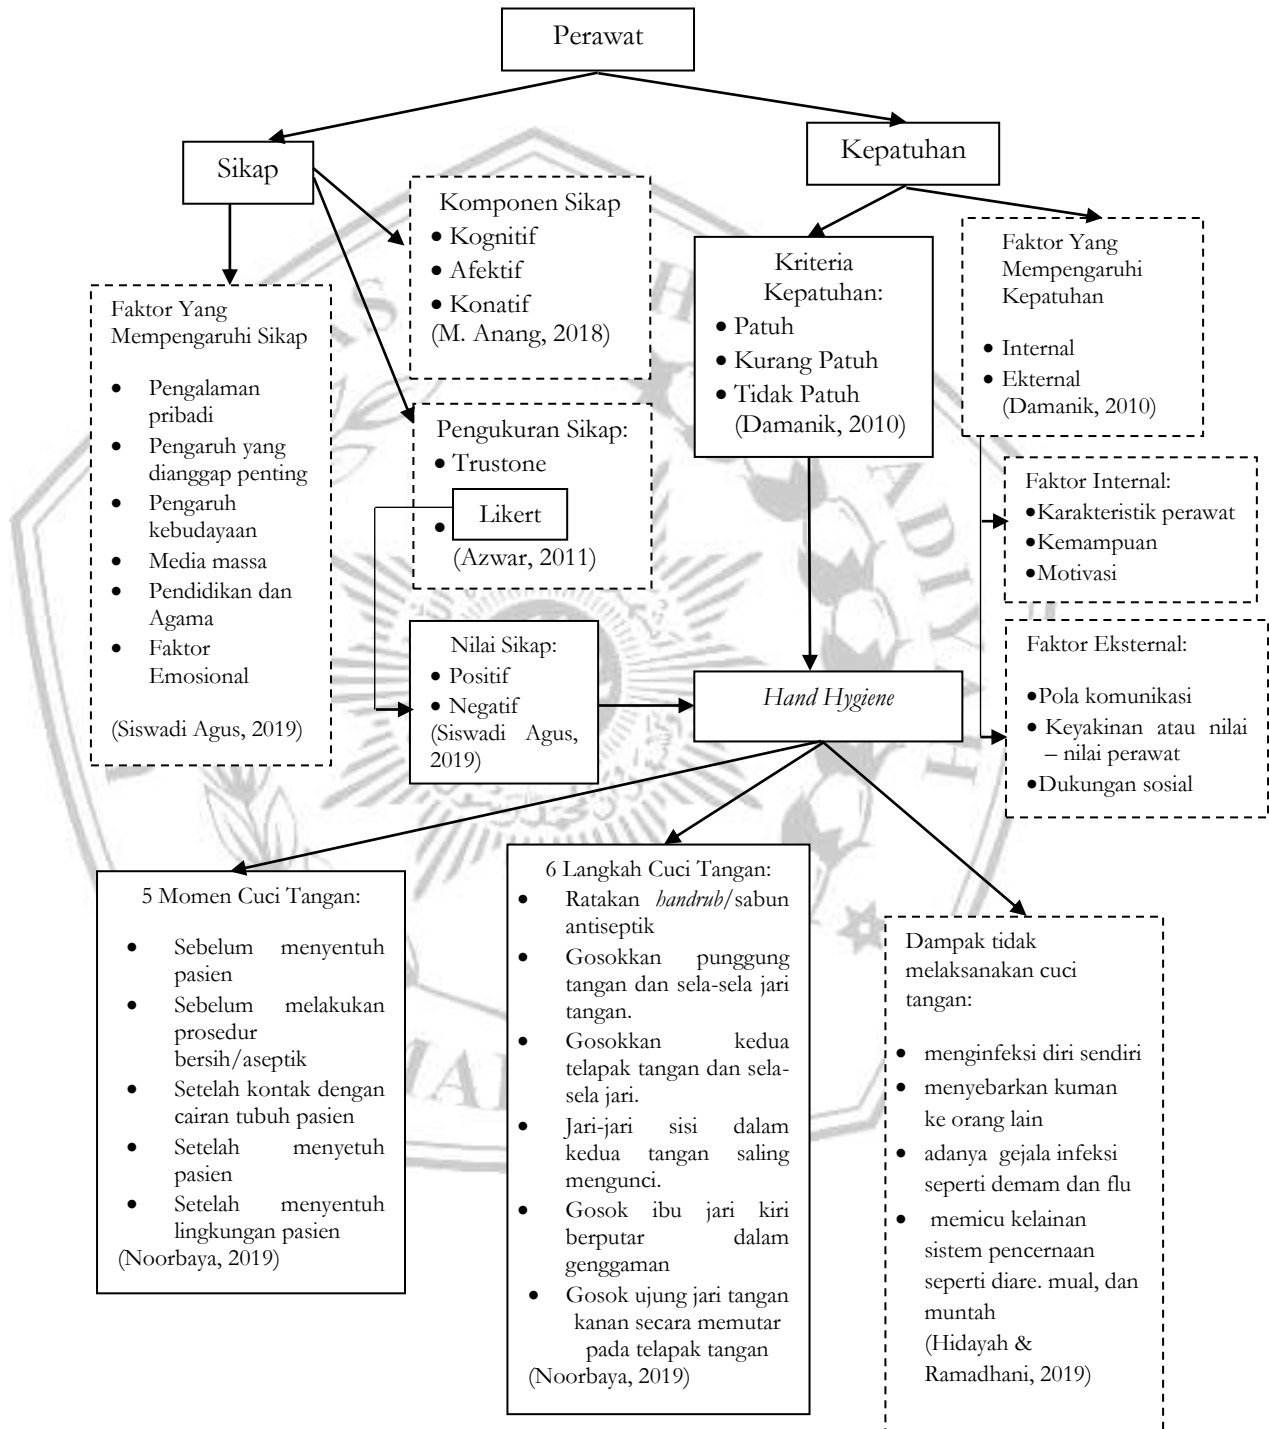 Perawat
Sikap
Kepatuhan
Komponen Sikap
• Kognitif
• Afektif
• Konatif
(M. Anang, 2018)
Kriteria
Kepatuhan:
• Patuh
• Kurang Patuh
• Tidak Patuh
(Damanik, 2010)
Faktor Yang
Mempengaruhi
Kepatuhan
• Internal
• Ekternal
(Damanik, 2010)
Faktor Yang
Mempengaruhi Sikap
• Pengalaman
pribadi
• Pengaruh yang
dianggap penting
• Pengaruh
kebudayaan
• Media massa
• Pendidikan dan
Agama
• Faktor
Emosional
(Siswadi Agus, 2019)
Pengukuran Sikap:
• Trustone
• Likert
(Azwar, 2011)
Faktor Internal:
•Karakteristik perawat
•Kemampuan
•Motivasi
Nilai Sikap:
• Positif
• Negatif
(Siswadi Agus,
2019)
Hand Hygiene
Faktor Eksternal:
•Pola komunikasi
• Keyakinan atau nilai
– nilai perawat
•Dukungan sosial
5 Momen Cuci Tangan:
• Sebelum menyentuh
pasien
• Sebelum melakukan
prosedur
bersih/aseptik
• Setelah kontak dengan
cairan tubuh pasien
• Setelah menyetuh
pasien
• Setelah menyentuh
lingkungan pasien
(Noorbaya, 2019)
6 Langkah Cuci Tangan:
• Ratakan handrub/sabun
antiseptik
• Gosokkan punggung
tangan dan sela-sela jari
tangan.
• Gosokkan kedua
telapak tangan dan sela-
sela jari.
• Jari-jari sisi dalam
kedua tangan saling
mengunci.
• Gosok ibu jari kiri
berputar dalam
genggaman
• Gosok ujung jari tangan
kanan secara memutar
pada telapak tangan
(Noorbaya, 2019)
Dampak tidak
melaksanakan cuci
tangan:
• menginfeksi diri sendiri
• menyebarkan kuman
ke orang lain
• adanya gejala infeksi
seperti demam dan flu
• memicu kelainan
sistem pencernaan
seperti diare. mual, dan
muntah
(Hidayah &
Ramadhani, 2019)